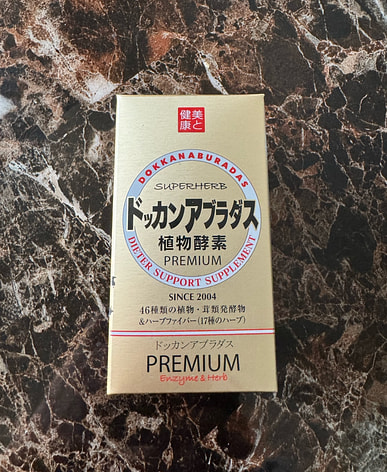 美と
健康
DOKKANABURADAS
SUPERHERB
ドッカンアブラダス
植物酵素
PREMIUM
DIETER SUPPORT SUPPLEMENT
SINCE 2004
46種類の植物・茸類発酵物
&ハーブファイバー(17種のハーブ)
ドッカンアブラダス
PREMIUM
Enzyme & Herb